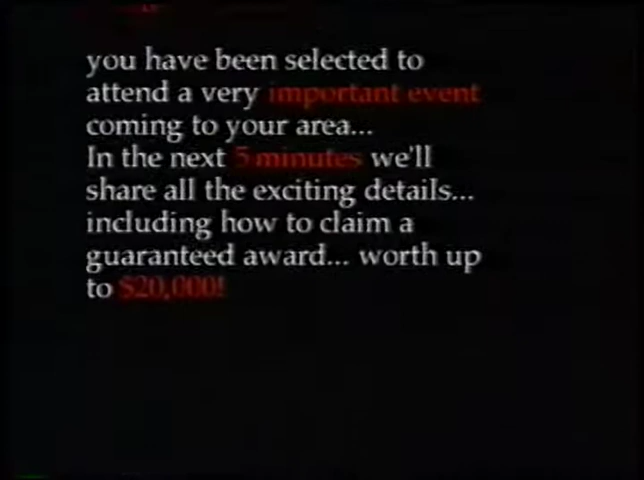 you have been selected to
attend a very important event
coming to your area...
In the next 5 minutes we'll
share all the exciting details...
including how to claim a
guaranteed award... worth up
to $20,000!